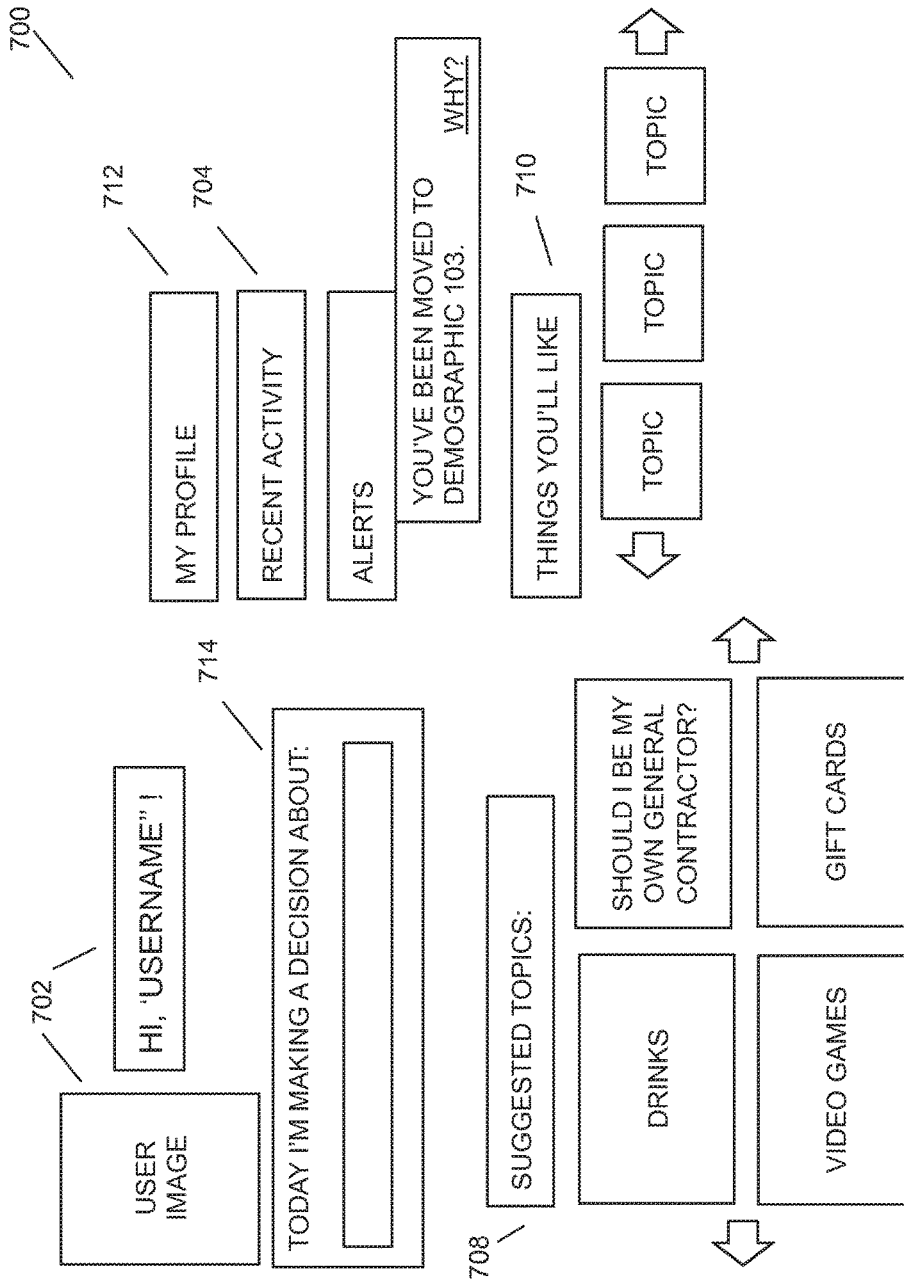 700
702
USER
IMAGE
HI, "USERNAME" !
714
TODAY I'M MAKING A DECISION ABOUT:
708
SUGGESTED TOPICS:
DRINKS
SHOULD I BE MY
OWN GENERAL
CONTRACTOR?
VIDEO GAMES
GIFT CARDS
712
MY PROFILE
704
RECENT ACTIVITY
ALERTS
YOU'VE BEEN MOVED TO
DEMOGRAPHIC 103.
WHY?
710
THINGS YOU'LL LIKE
TOPIC
TOPIC
TOPIC